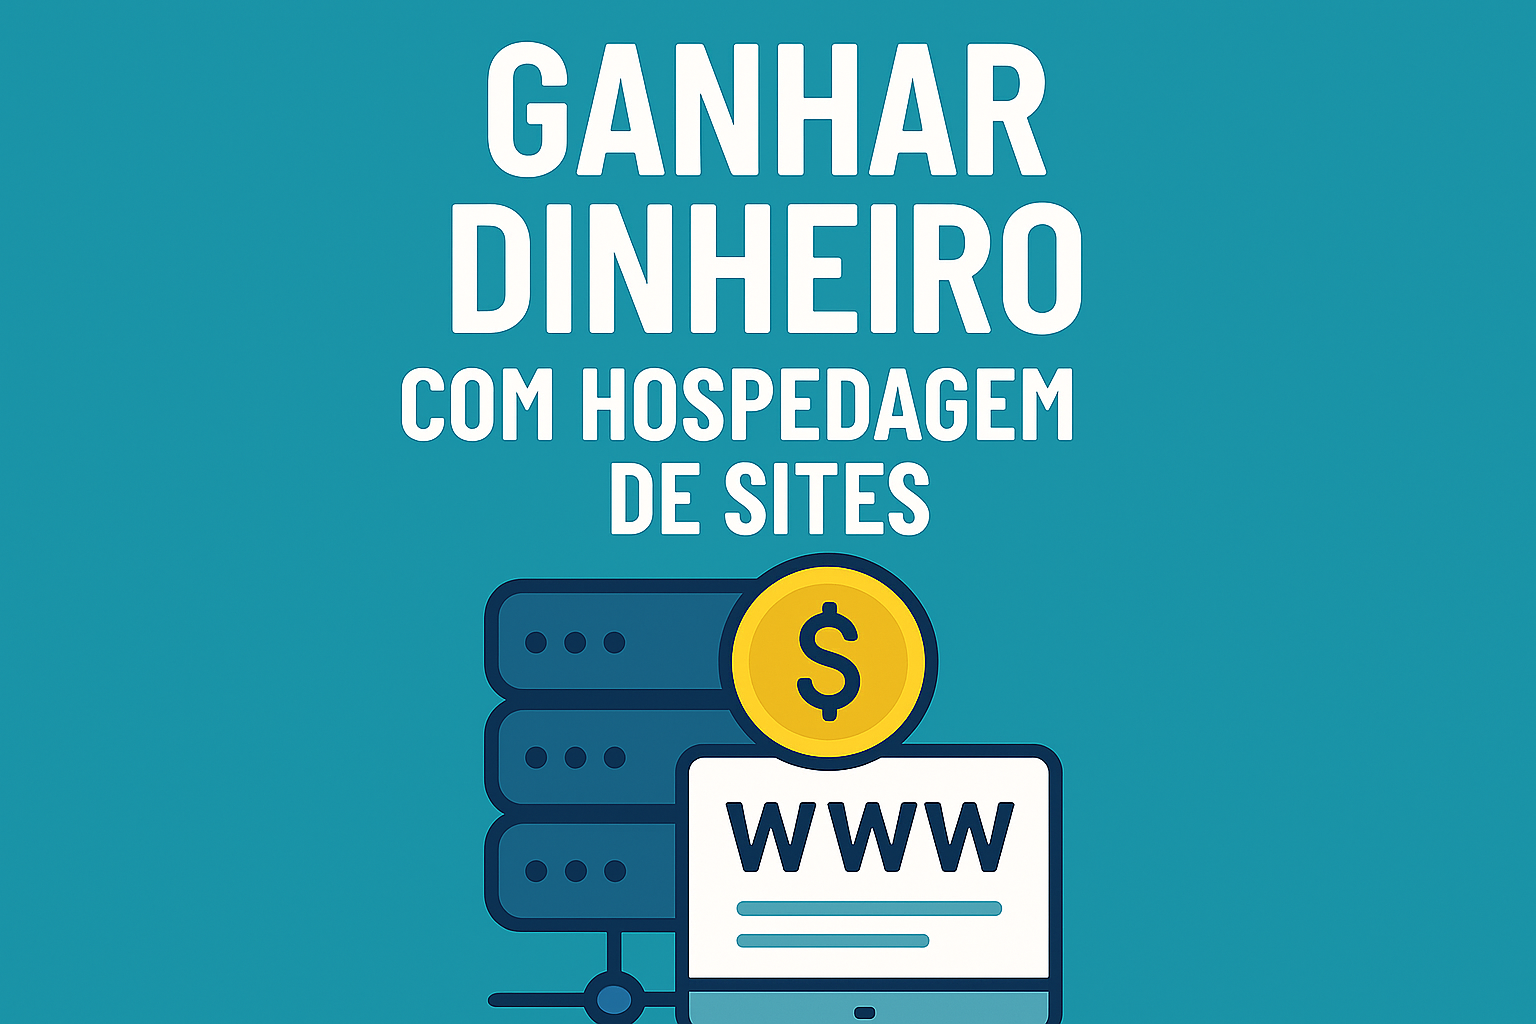 GANHAR
DINHEIRO
COM HOSPEDAGEM
DE SITES
$
WWW